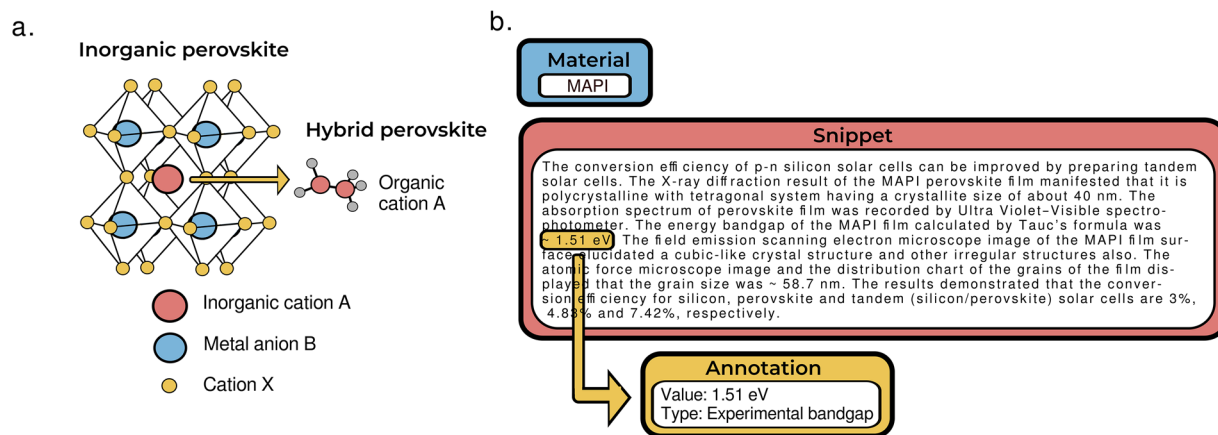 a.
Inorganic perovskite
Hybrid perovskite
Organic
cation A
Inorganic cation A
Metal anion B
Cation X
b.
Material
MAPI
Snippet
The conversion efficiency of p-n silicon solar cells can be improved by preparing tandem
solar cells. The X-ray diffraction result of the MAPI perovskite film manifested that it is
polycrystalline with tetragonal system having a crystallite size of about 40 nm. The
absorption spectrum of perovskite film was recorded by Ultra Violet–Visible spectro-
photometer. The energy bandgap of the MAPI film calculated by Tauc's formula was
~ 1.51 eV. The field emission scanning electron microscope image of the MAPI film sur-
face elucidated a cubic-like crystal structure and other irregular structures also. The
atomic force microscope image and the distribution chart of the grains of the film dis-
played that the grain size was ~ 58.7 nm. The results demonstrated that the conver-
sion efficiency for silicon, perovskite and tandem (silicon/perovskite) solar cells are 3%,
4.83% and 7.42%, respectively.
Annotation
Value: 1.51 eV
Type: Experimental bandgap